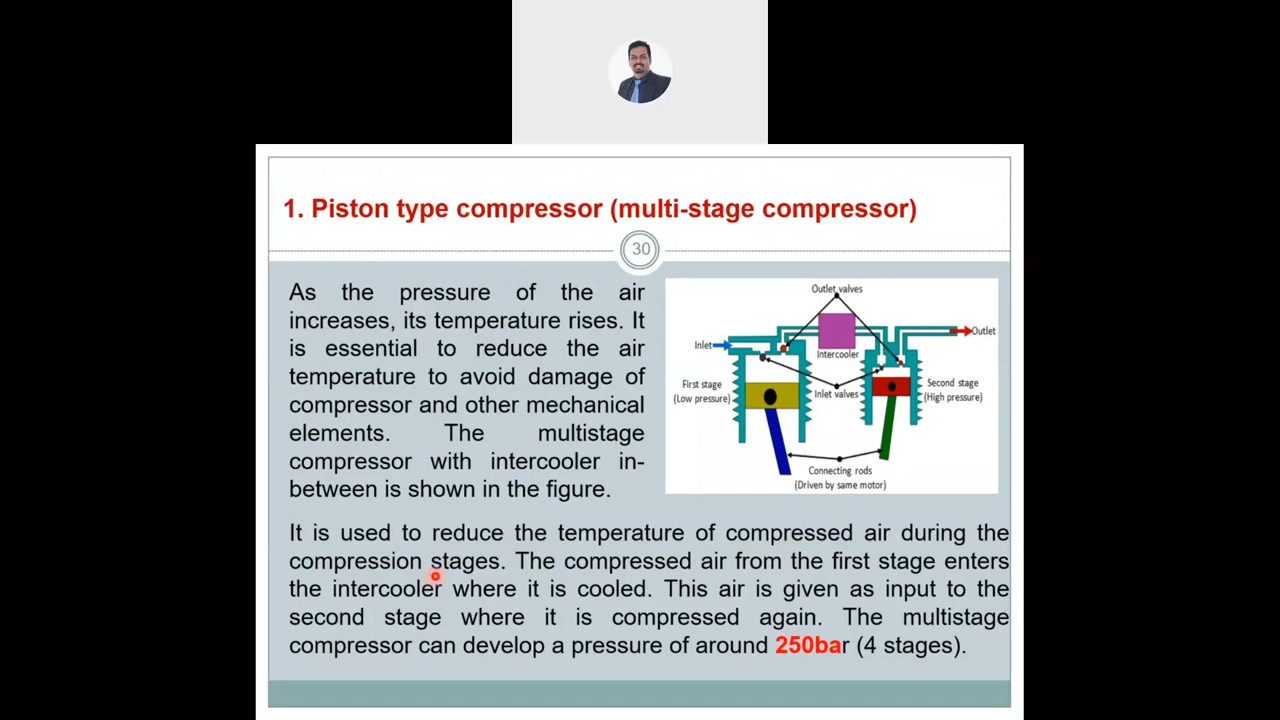 1. Piston type compressor (multi-stage compressor)
30
As the pressure of the air
increases, its temperature rises. It
is essential to reduce the air
temperature to avoid damage of
compressor and other mechanical
elements. The multistage
compressor with intercooler in-
between is shown in the figure.
Outlet valves
Inlet
Outlet
Intercooler
First stage
(Low pressure)
Inlet valves
Second stage
(High pressure)
Connecting rods
(Driven by same motor)
It is used to reduce the temperature of compressed air during the
compression stages. The compressed air from the first stage enters
the intercooler where it is cooled. This air is given as input to the
second stage where it is compressed again. The multistage
compressor can develop a pressure of around 250bar (4 stages).